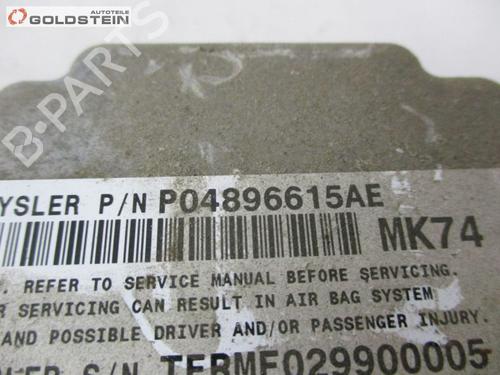 Autoteile
GOLDSTEIN
B-PARTS
YSLER P/N P04896615AE
MK74
REFER TO SERVICE MANUAL BEFORE SERVICING.
SERVICING CAN RESULT IN AIR BAG SYSTEM
AND POSSIBLE DRIVER AND/OR PASSENGER INJURY.
S/N TERMF029900005